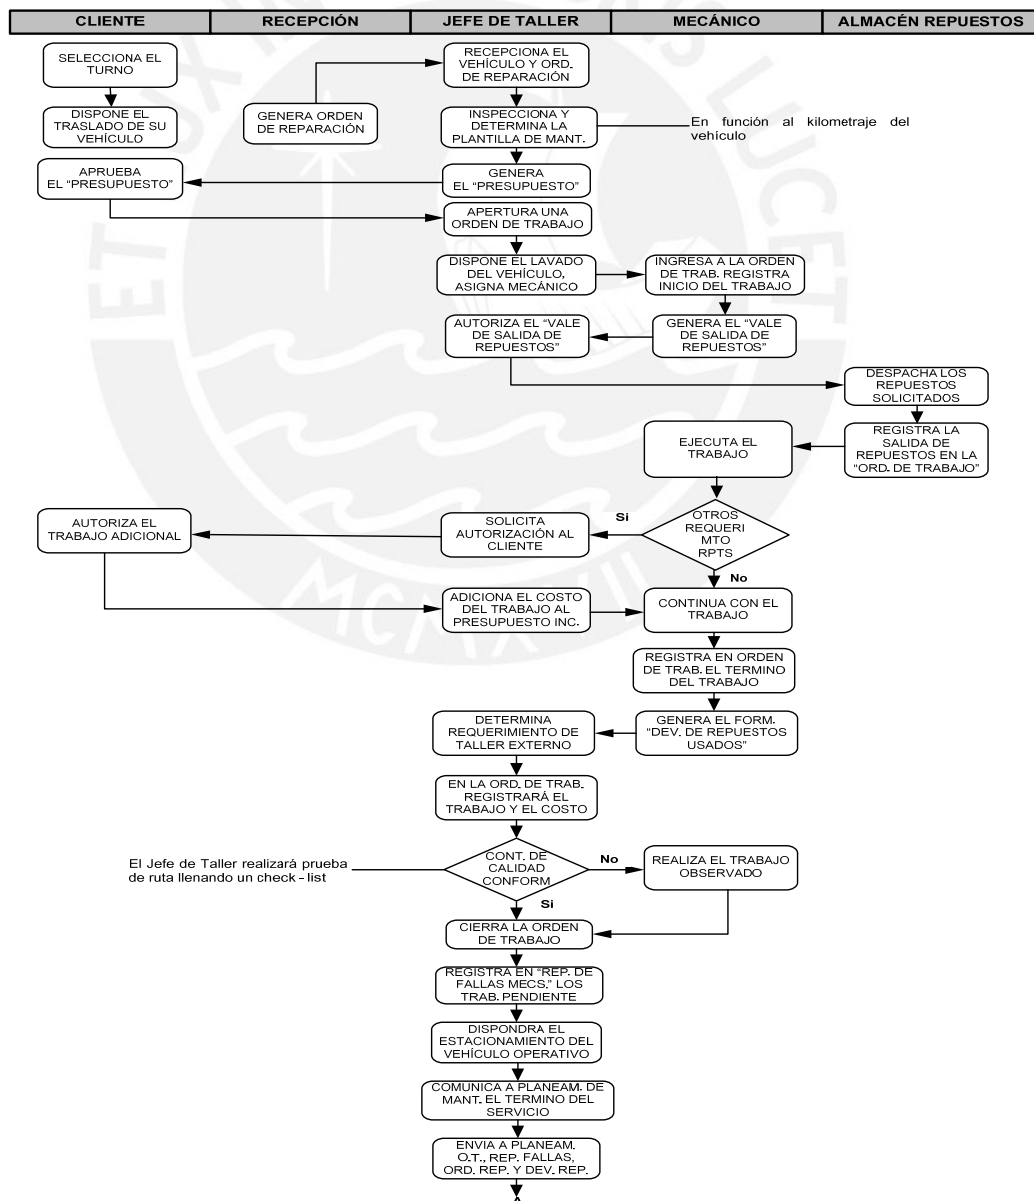 CLIENTE
RECEPCIÓN
JEFE DE TALLER
MECÁNICO
ALMACÉN REPUESTOS
SELECCIONA EL
TURNO
RECEPCIONA EL
VEHÍCULO Y ORD.
DE REPARACIÓN
DISPONE EL
TRASLADO DE SU
VEHÍCULO
GENERA ORDEN
DE REPARACIÓN
INSPECCIONA Y
DETERMINA LA
PLANTILLA DE MANT.
En función al kilometraje del
vehículo
APRUEBA
EL “PRESUPUESTO”
GENERA
EL “PRESUPUESTO”
APERTURA UNA
ORDEN DE TRABAJO
DISPONE EL LAVADO
DEL VEHÍCULO,
ASIGNA MECÁNICO
INGRESA A LA ORDEN
DE TRAB. REGISTRA
INICIO DEL TRABAJO
AUTORIZA EL “VALE
DE SALIDA DE
REPUESTOS”
GENERA EL “VALE
DE SALIDA DE
REPUESTOS”
DESPACHA LOS
REPUESTOS
SOLICITADOS
EJECUTA EL
TRABAJO
REGISTRA LA
SALIDA DE
REPUESTOS EN LA
“ORD. DE TRABAJO”
AUTORIZA EL
TRABAJO ADICIONAL
SOLICITA
AUTORIZACIÓN AL
CLIENTE
Si
OTROS
REQUERI
MTO
RPTS
No
ADICIONA EL COSTO
DEL TRABAJO AL
PRESUPUESTO INC.
CONTINUA CON EL
TRABAJO
REGISTRA EN ORDEN
DE TRAB. EL TERMINO
DEL TRABAJO
DETERMINA
REQUERIMIENTO DE
TALLER EXTERNO
GENERA EL FORM.
“DEV. DE REPUESTOS
USADOS”
EN LA ORD. DE TRAB.
REGISTRARÁ EL
TRABAJO Y EL COSTO
El Jefe de Taller realizará prueba
de ruta llenando un check – list
CONT. DE
CALIDAD
CONFORM
No
REALIZA EL TRABAJO
OBSERVADO
Si
CIERRA LA ORDEN
DE TRABAJO
REGISTRA EN “REP. DE
FALLAS MECS,” LOS
TRAB. PENDIENTE
DISPONDRA EL
ESTACIONAMIENTO DEL
VEHÍCULO OPERATIVO
COMUNICA A PLANEAM. DE
MANT. EL TERMINO DEL
SERVICIO
ENVIA A PLANEAM.
O.T., REP. FALLAS,
ORD. REP. Y DEV. REP.
ET LUX IN
LUCET